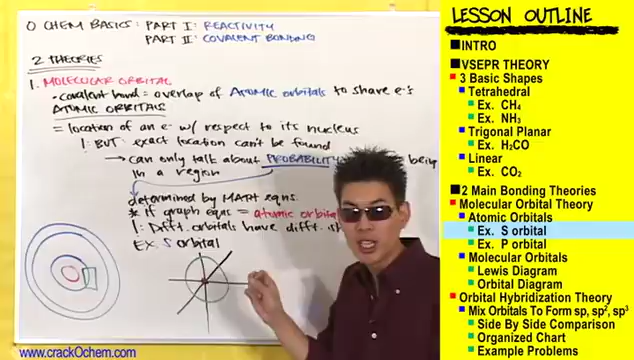 O CHEM BASICS: PART I: REACTIVITY
PART II: COVALENT BONDING
2 THEORIES
1. MOLECULAR ORBITAL
• covalent bond = overlap of ATOMIC orbitals to share e⁻s
ATOMIC ORBITALS
= location of an e⁻ w/ respect to its nucleus
! BUT: exact location can't be found
→ can only talk about PROBABILITY being
in a region
determined by MATH eqns.
* if graph eqns = atomic orbita
! Diff. orbitals have diff. s
EX. S orbital
www.crackOchem.com
LESSON OUTLINE
INTRO
VSEPR THEORY
3 Basic Shapes
Tetrahedral
Ex. CH₄
Ex. NH₃
Trigonal Planar
Ex. H₂CO
Linear
Ex. CO₂
2 Main Bonding Theories
Molecular Orbital Theory
Atomic Orbitals
Ex. S orbital
Ex. P orbital
Molecular Orbitals
Lewis Diagram
Orbital Diagram
Orbital Hybridization Theory
Mix Orbitals To Form sp, sp², sp³
Side By Side Comparison
Organized Chart
Example Problems